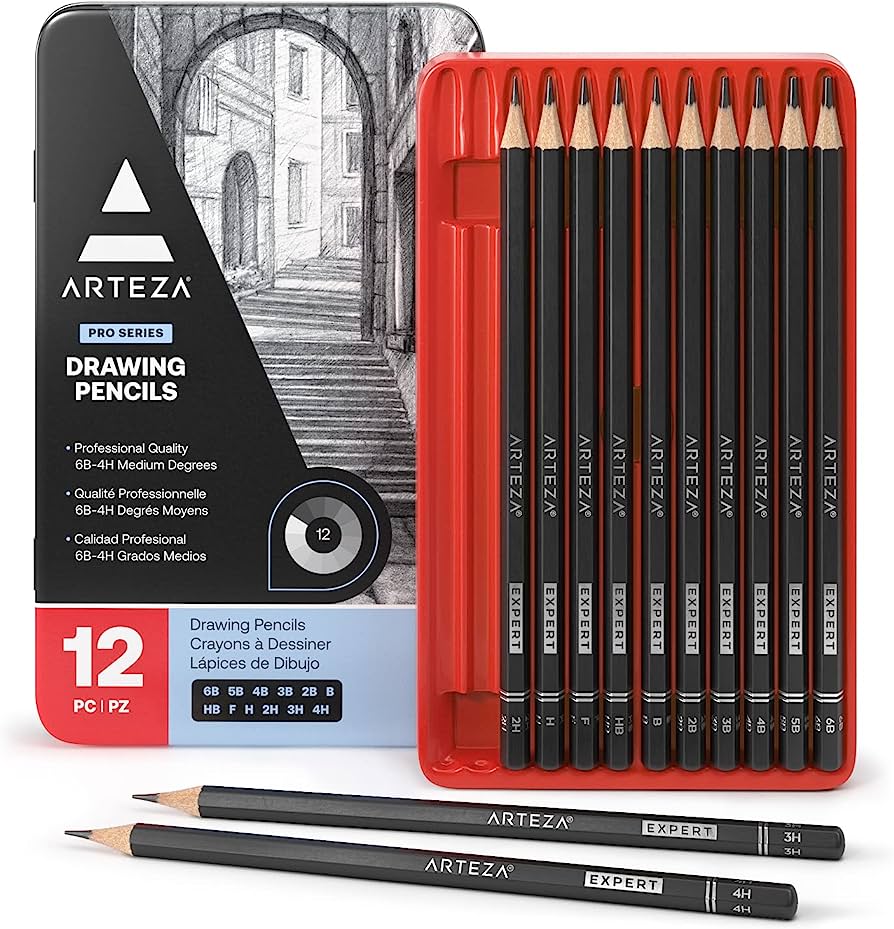 ARTEZA®
PRO SERIES
DRAWING
PENCILS
• Professional Quality
6B-4H Medium Degrees
• Qualité Professionnelle
6B-4H Degrés Moyens
• Calidad Profesional
6B-4H Grados Medios
12
12
PC | PZ
Drawing Pencils
Crayons à Dessiner
Lápices de Dibujo
6B 5B 4B 3B 2B B
HB F H 2H 3H 4H
ARTEZA® EXPERT 2H
ARTEZA® EXPERT H
ARTEZA® EXPERT F
ARTEZA® EXPERT HB
ARTEZA® EXPERT B
ARTEZA® EXPERT 2B
ARTEZA® EXPERT 3B
ARTEZA® EXPERT 4B
ARTEZA® EXPERT 5B
ARTEZA® EXPERT 6B
ARTEZA® EXPERT 3H
ARTEZA® EXPERT 4H